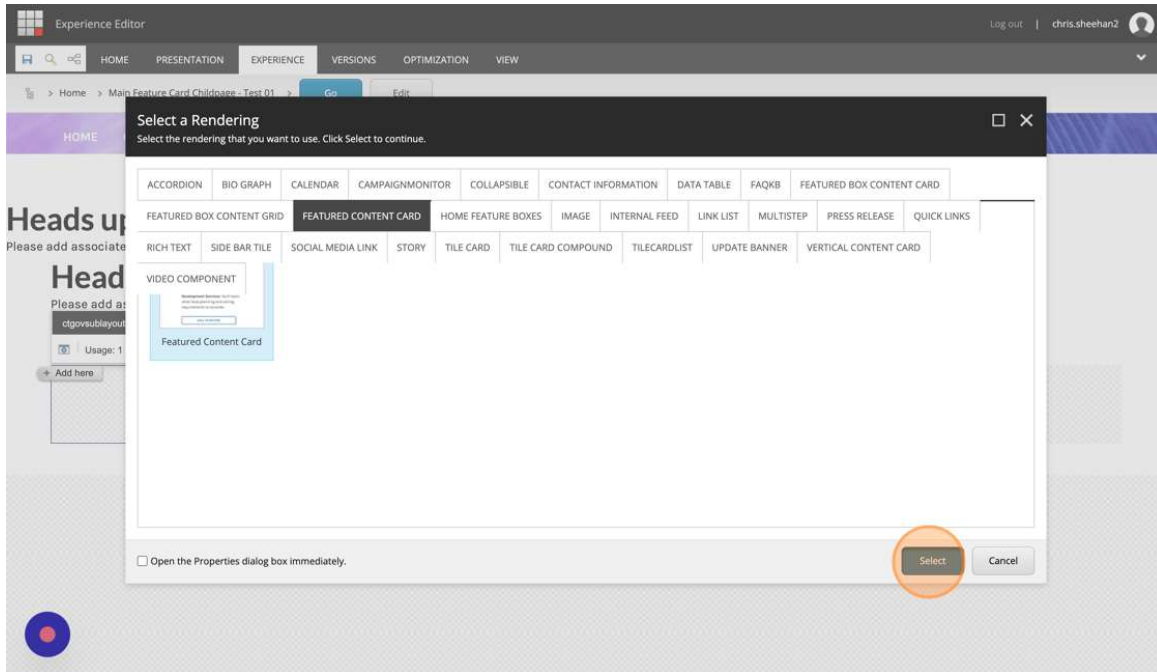 Experience Editor
Log out | chris.sheehan2
HOME PRESENTATION EXPERIENCE VERSIONS OPTIMIZATION VIEW
> Home > Main Feature Card Childpage - Test 01 > Go Edit
HOME
Select a Rendering
Select the rendering that you want to use. Click Select to continue.
ACCORDION BIO GRAPH CALENDAR CAMPAIGNMONITOR COLLAPSIBLE CONTACT INFORMATION DATA TABLE FAQKB FEATURED BOX CONTENT CARD
FEATURED BOX CONTENT GRID FEATURED CONTENT CARD HOME FEATURE BOXES IMAGE INTERNAL FEED LINK LIST MULTISTEP PRESS RELEASE QUICK LINKS
RICH TEXT SIDE BAR TILE SOCIAL MEDIA LINK STORY TILE CARD TILE CARD COMPOUND TILECARDLIST UPDATE BANNER VERTICAL CONTENT CARD
VIDEO COMPONENT
Featured Content Card
Heads up
Please add associate
Head
Please add as
ctgovsublayout
Usage: 1
+ Add here
Open the Properties dialog box immediately.
Select Cancel